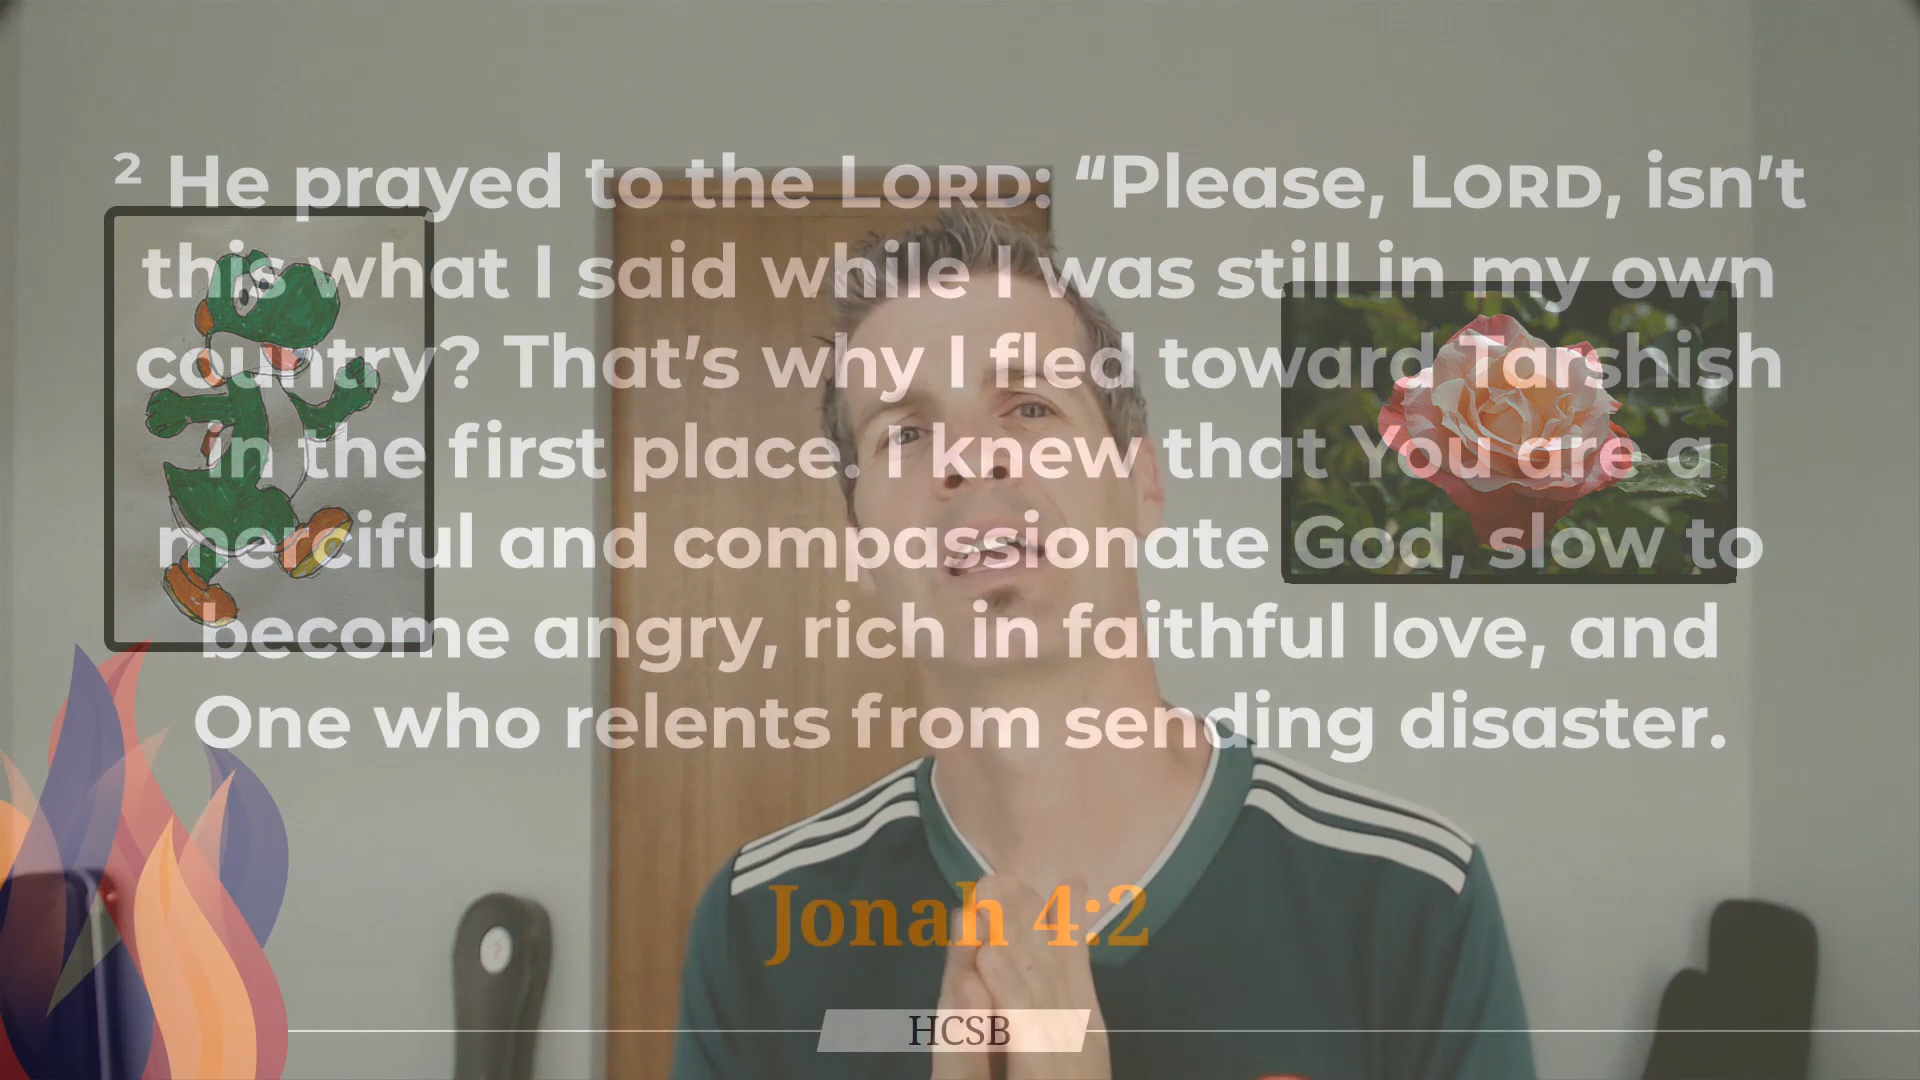 ² He prayed to the LORD: “Please, LORD, isn’t
this what I said while I was still in my own
country? That’s why I fled toward Tarshish
in the first place. I knew that You are a
merciful and compassionate God, slow to
become angry, rich in faithful love, and
One who relents from sending disaster.
Jonah 4:2
HCSB